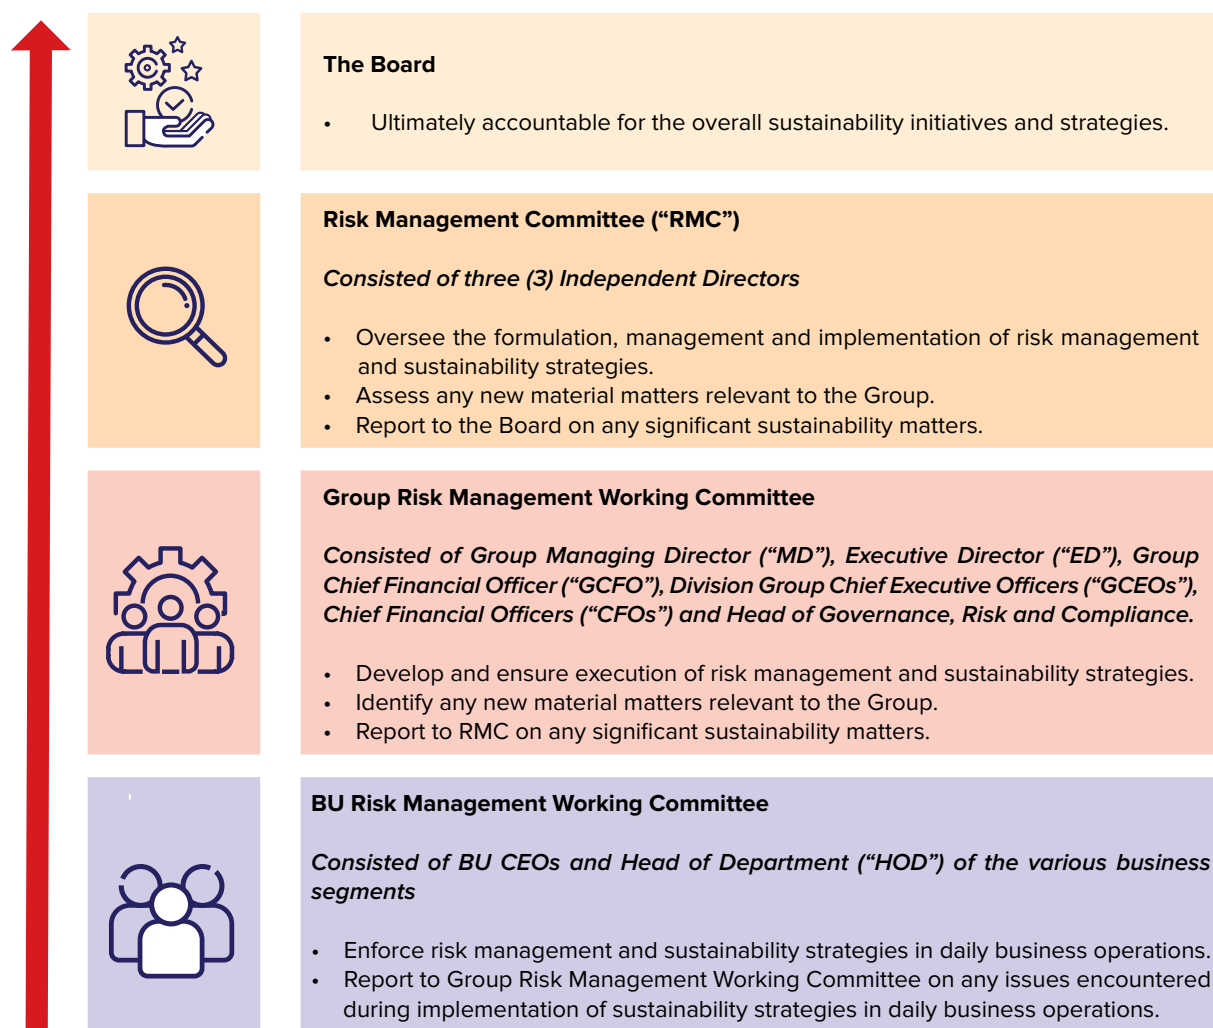 The Board
• Ultimately accountable for the overall sustainability initiatives and strategies.
Risk Management Committee (“RMC”)
Consisted of three (3) Independent Directors
• Oversee the formulation, management and implementation of risk management
and sustainability strategies.
• Assess any new material matters relevant to the Group.
• Report to the Board on any significant sustainability matters.
Group Risk Management Working Committee
Consisted of Group Managing Director (“MD”), Executive Director (“ED”), Group
Chief Financial Officer (“GCFO”), Division Group Chief Executive Officers (“GCEOs”),
Chief Financial Officers (“CFOs”) and Head of Governance, Risk and Compliance.
• Develop and ensure execution of risk management and sustainability strategies.
• Identify any new material matters relevant to the Group.
• Report to RMC on any significant sustainability matters.
BU Risk Management Working Committee
Consisted of BU CEOs and Head of Department (“HOD”) of the various business
segments
• Enforce risk management and sustainability strategies in daily business operations.
• Report to Group Risk Management Working Committee on any issues encountered
during implementation of sustainability strategies in daily business operations.